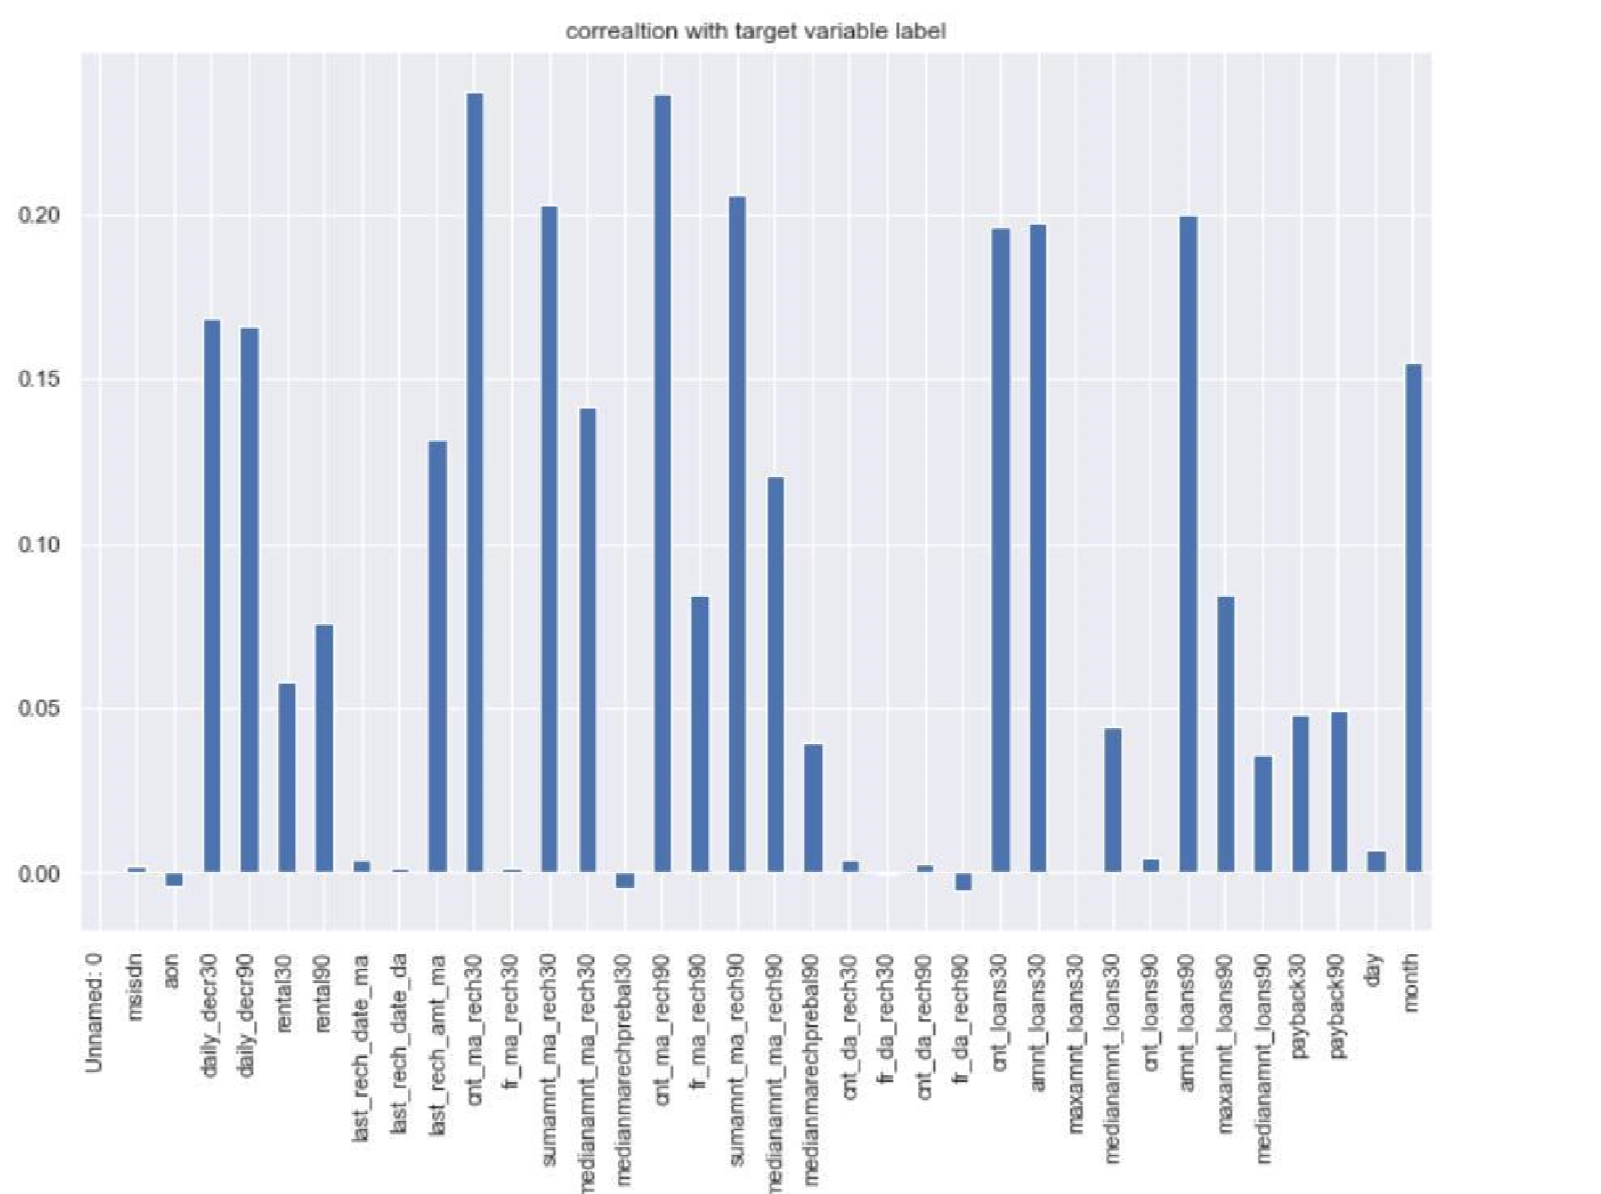 correaltion with target variable label
0.20
0.15
0.10
0.05
0.00
Unnamed: 0
msisdn
aon
daily_decr30
daily_decr90
rental30
rental90
last_rech_date_ma
last_rech_date_da
last_rech_amt_ma
cnt_ma_rech30
fr_ma_rech30
sumamnt_ma_rech30
medianamnt_ma_rech30
medianmarechprebal30
cnt_ma_rech90
fr_ma_rech90
sumamnt_ma_rech90
medianamnt_ma_rech90
medianmarechprebal90
cnt_da_rech30
fr_da_rech30
cnt_da_rech90
fr_da_rech90
cnt_loans30
amnt_loans30
maxamnt_loans30
medianamnt_loans30
cnt_loans90
amnt_loans90
maxamnt_loans90
medianamnt_loans90
payback30
payback90
day
month